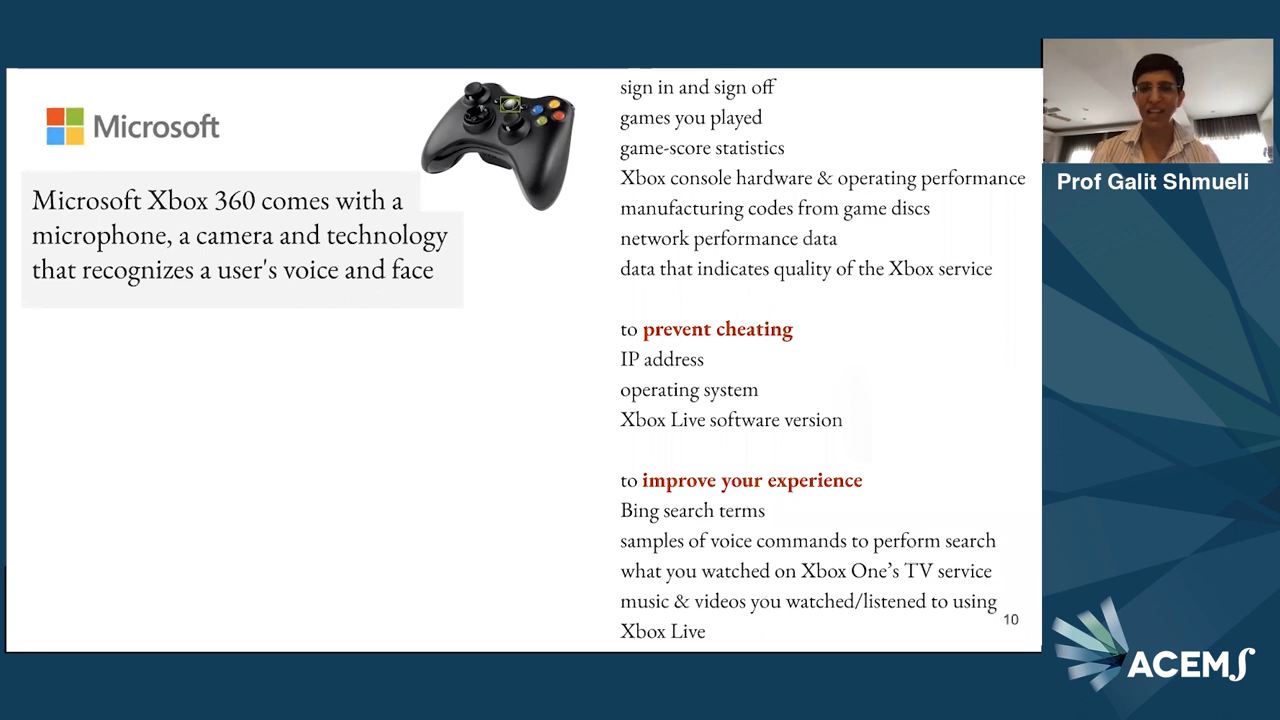 Microsoft
Microsoft Xbox 360 comes with a
microphone, a camera and technology
that recognizes a user's voice and face
sign in and sign off
games you played
game-score statistics
Xbox console hardware & operating performance
manufacturing codes from game discs
network performance data
data that indicates quality of the Xbox service
to prevent cheating
IP address
operating system
Xbox Live software version
to improve your experience
Bing search terms
samples of voice commands to perform search
what you watched on Xbox One’s TV service
music & videos you watched/listened to using
Xbox Live
10
Prof Galit Shmueli
ACEMS